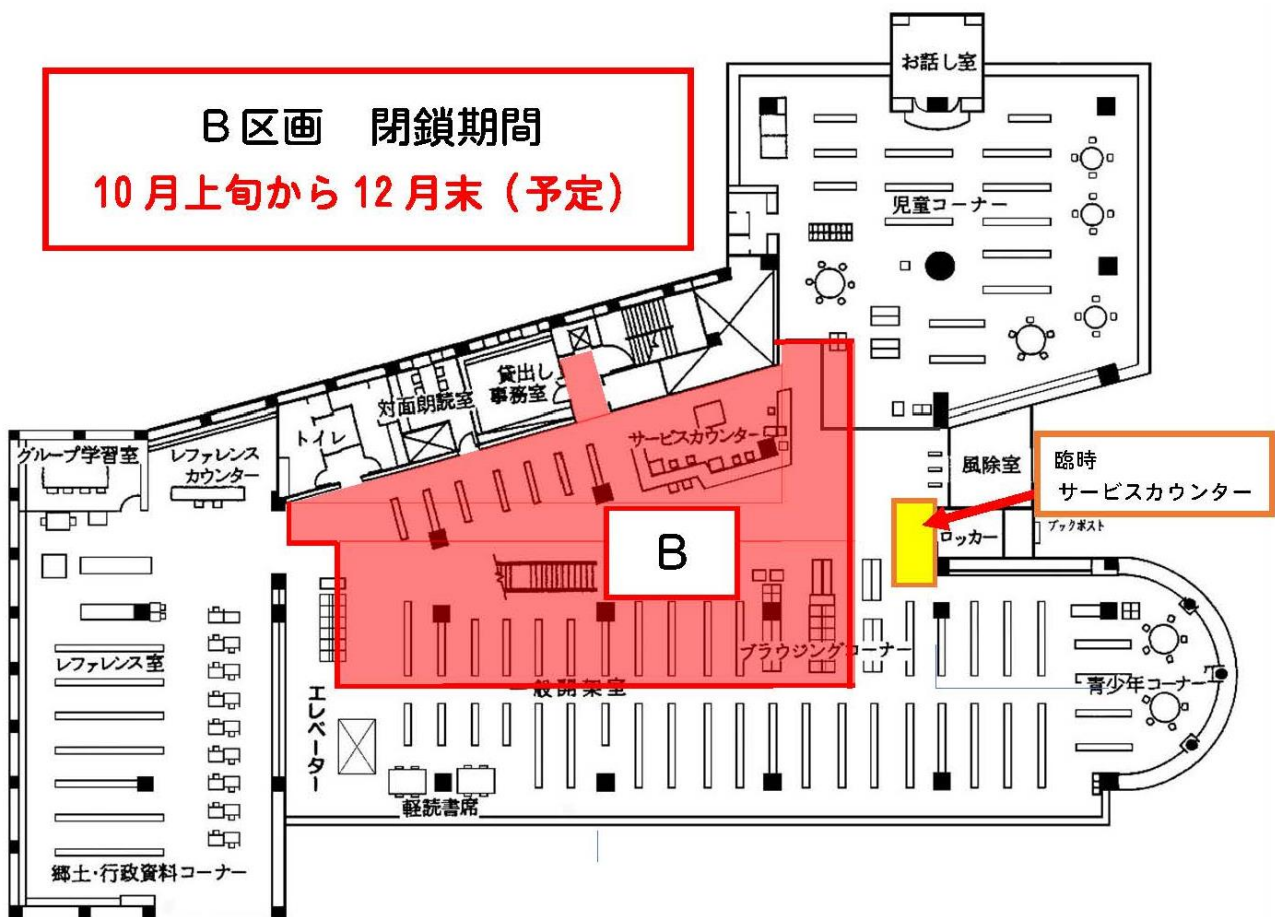 B区画　閉鎖期間
10月上旬から12月末（予定）
お話し室
児童コーナー
貸出し
事務室
対面朗読室
トイレ
サービスカウンター
グループ学習室
レファレンス
カウンター
風除室
臨時
サービスカウンター
ロッカー
ブックポスト
B
ブラウジングコーナー
レファレンス室
一般開架室
青少年コーナー
エレベーター
軽読書席
郷土・行政資料コーナー